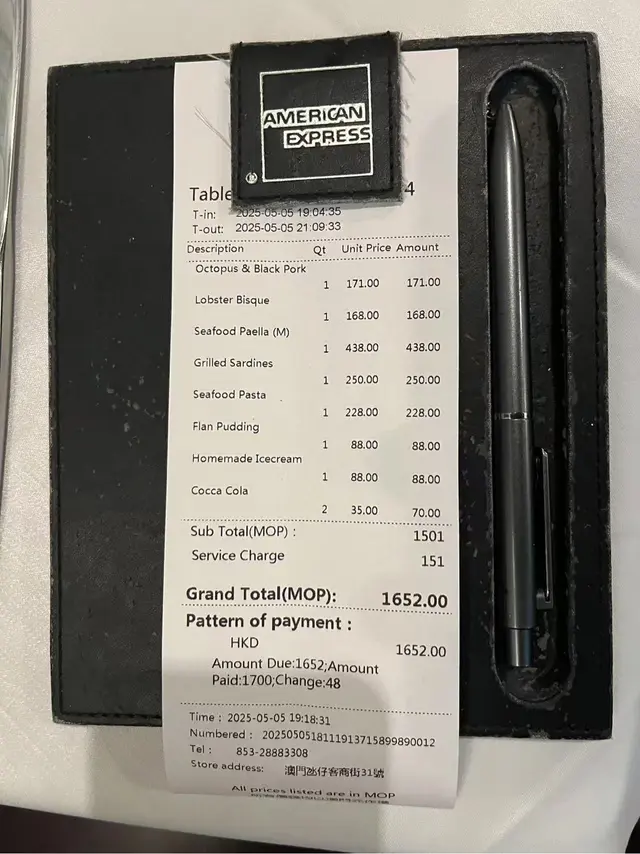 AMERICAN
EXPRESS
Table 4
T-in: 2025-05-05 19:04:35
T-out: 2025-05-05 21:09:33
Description Qt Unit Price Amount
Octopus & Black Pork
1 171.00 171.00
Lobster Bisque
1 168.00 168.00
Seafood Paella (M)
1 438.00 438.00
Grilled Sardines
1 250.00 250.00
Seafood Pasta
1 228.00 228.00
Flan Pudding
1 88.00 88.00
Homemade Icecream
1 88.00 88.00
Cocca Cola
2 35.00 70.00
Sub Total(MOP) : 1501
Service Charge 151
Grand Total(MOP): 1652.00
Pattern of payment :
HKD 1652.00
Amount Due:1652;Amount
Paid:1700;Change:48
Time : 2025-05-05 19:18:31
Numbered : 2025050518111913715899890012
Tel : 853-28883308
Store address: 澳門氹仔客商街31號
All prices listed are in MOP